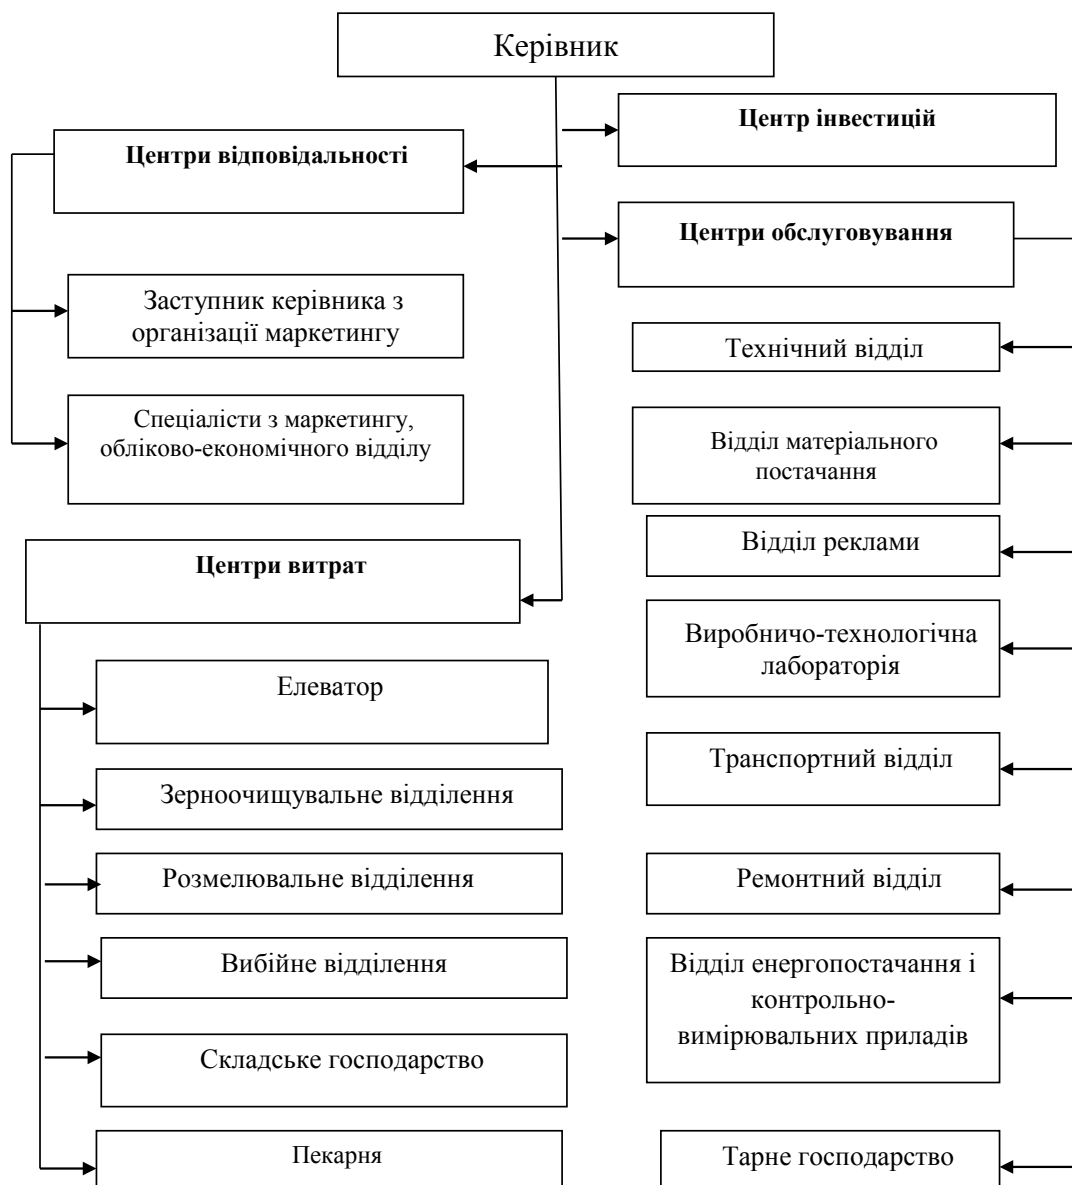 Керівник
Центр інвестицій
Центри відповідальності
Центри обслуговування
Заступник керівника з
організації маркетингу
Технічний відділ
Спеціалісти з маркетингу,
обліково-економічного відділу
Відділ матеріального
постачання
Відділ реклами
Центри витрат
Виробничо-технологічна
лабораторія
Елеватор
Транспортний відділ
Зерноочищувальне відділення
Розмелювальне відділення
Ремонтний відділ
Вибійне відділення
Відділ енергопостачання і
контрольно-
вимірювальних приладів
Складське господарство
Пекарня
Тарне господарство